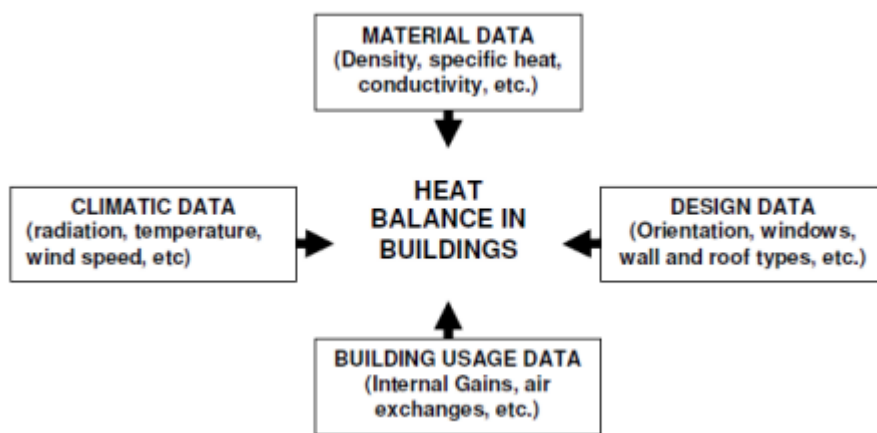 MATERIAL DATA
(Density, specific heat,
conductivity, etc.)
CLIMATIC DATA
(radiation, temperature,
wind speed, etc)
HEAT
BALANCE IN
BUILDINGS
DESIGN DATA
(Orientation, windows,
wall and roof types, etc.)
BUILDING USAGE DATA
(Internal Gains, air
exchanges, etc.)